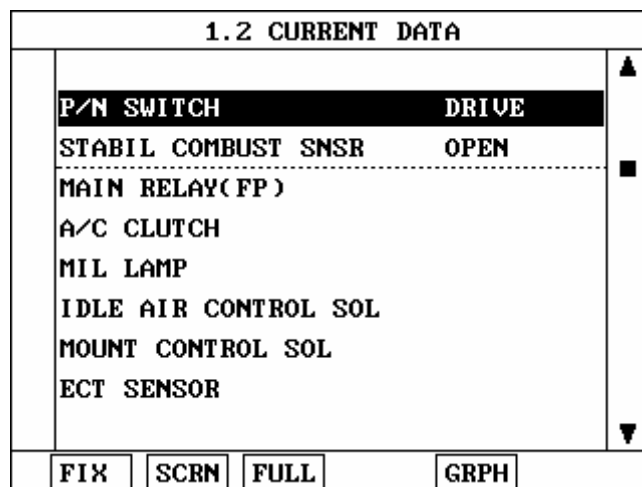 1.2 CURRENT DATA
P/N SWITCH DRIVE
STABIL COMBUST SNSR OPEN
MAIN RELAY(FP)
A/C CLUTCH
MIL LAMP
IDLE AIR CONTROL SOL
MOUNT CONTROL SOL
ECT SENSOR
FIX SCRN FULL GRPH